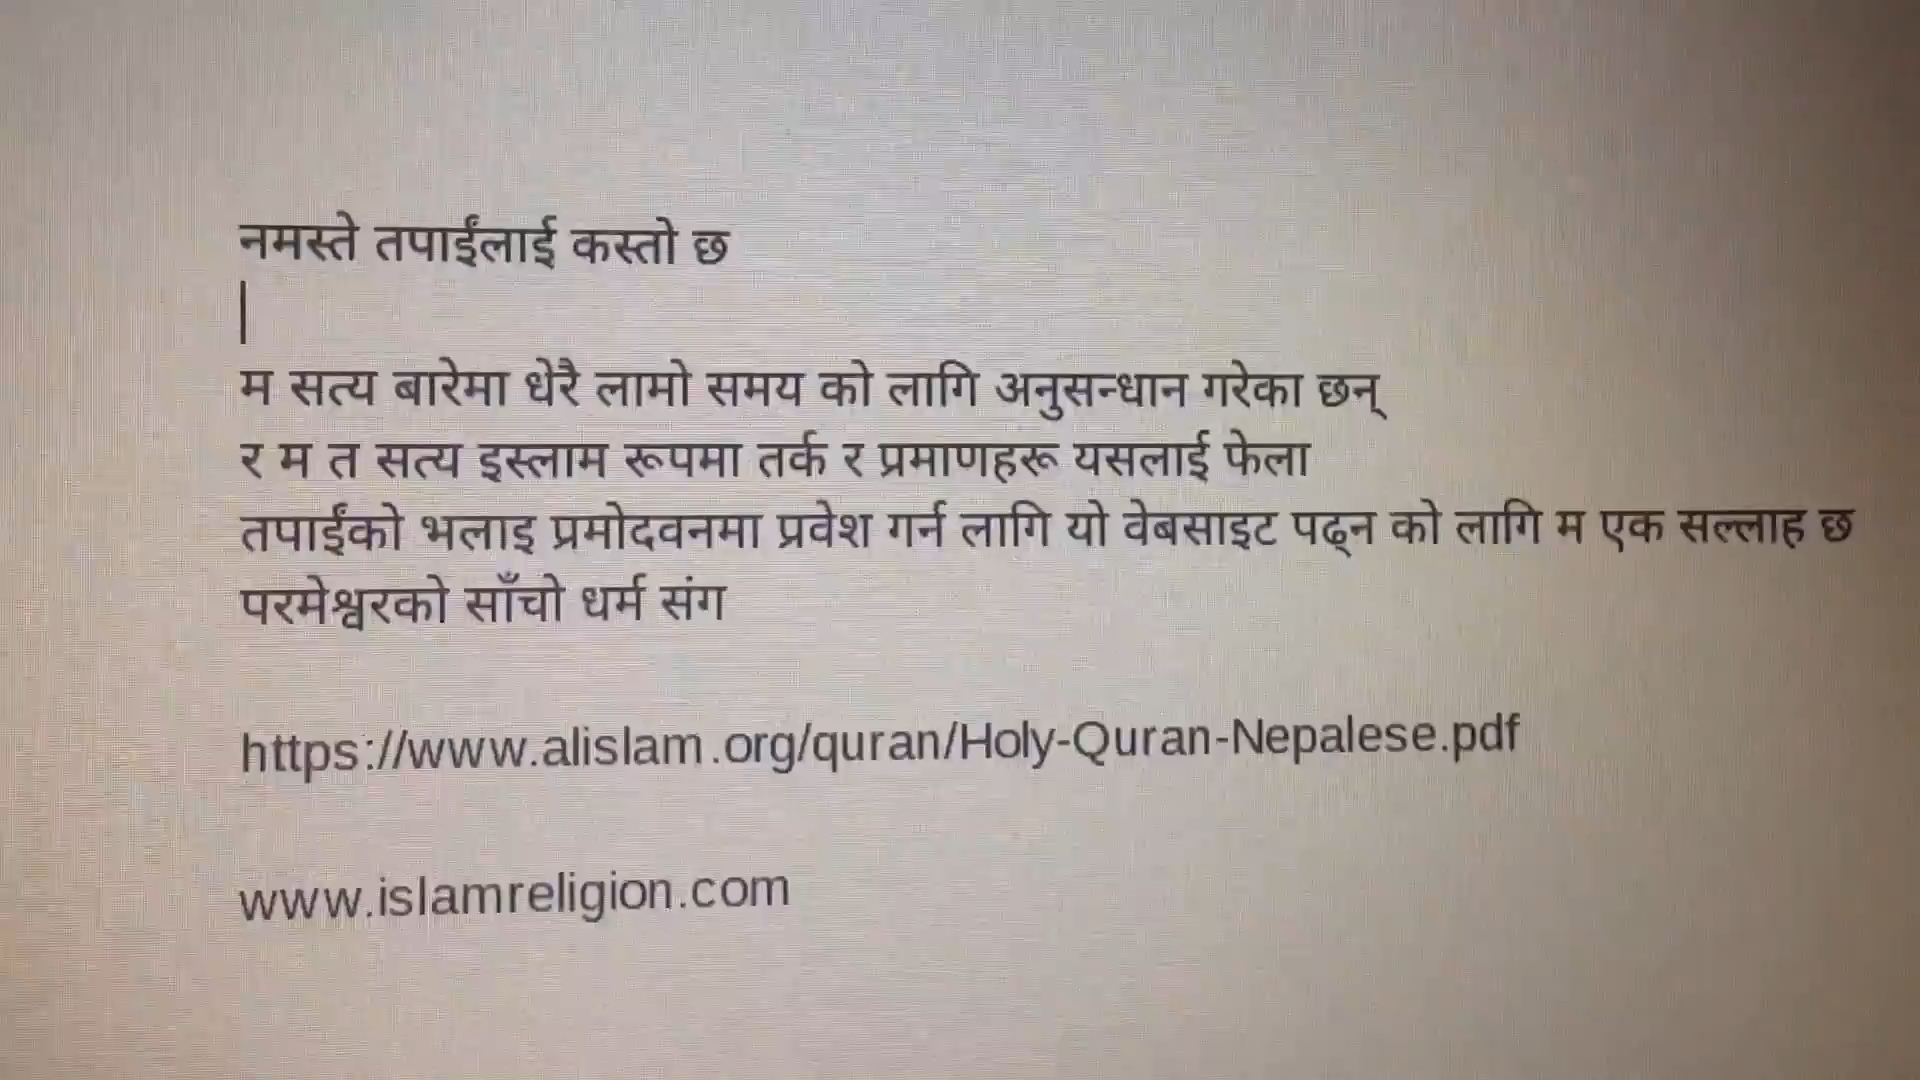 नमस्ते तपाईंलाई कस्तो छ
म सत्य बारेमा धेरै लामो समय को लागि अनुसन्धान गरेका छन्
र म त सत्य इस्लाम रूपमा तर्क र प्रमाणहरू यसलाई फेला
तपाईंको भलाइ प्रमोदवनमा प्रवेश गर्न लागि यो वेबसाइट पढ्न को लागि म एक सल्लाह छ
परमेश्वरको साँचो धर्म संग
https://www.alislam.org/quran/Holy-Quran-Nepalese.pdf
www.islamreligion.com